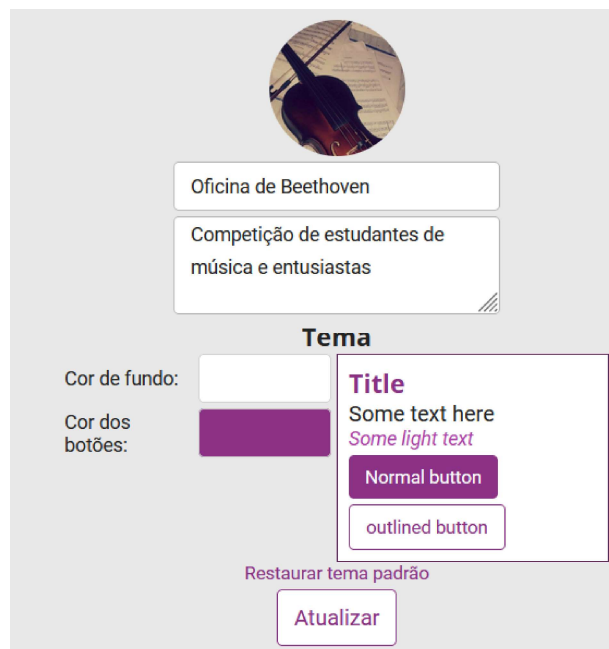 Oficina de Beethoven
Competição de estudantes de
música e entusiastas
Tema
Cor de fundo:
Cor dos
botões:
Title
Some text here
Some light text
Normal button
outlined button
Restaurar tema padrão
Atualizar